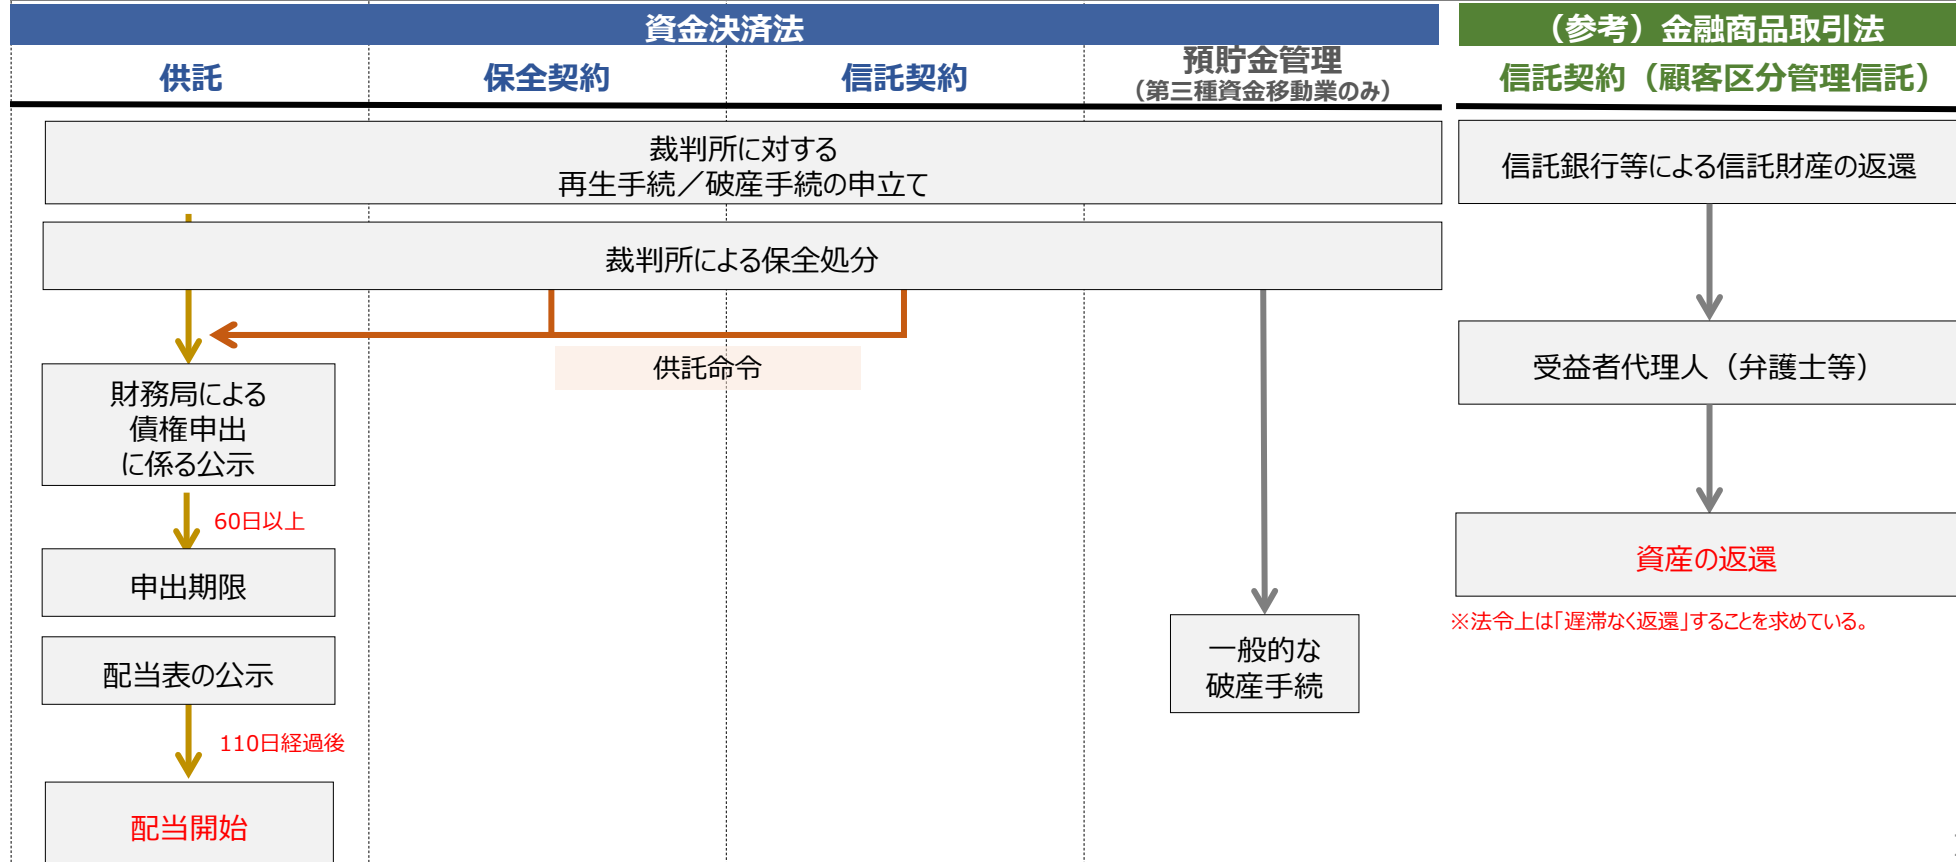 資金決済法
（参考）金融商品取引法
供託
保全契約
信託契約
預貯金管理
（第三種資金移動業のみ）
信託契約（顧客区分管理信託）
裁判所に対する
再生手続／破産手続の申立て
裁判所による保全処分
供託命令
財務局による
債権申出
に係る公示
60日以上
申出期限
配当表の公示
110日経過後
配当開始
一般的な
破産手続
信託銀行等による信託財産の返還
受益者代理人（弁護士等）
資産の返還
※法令上は「遅滞なく返還」することを求めている。